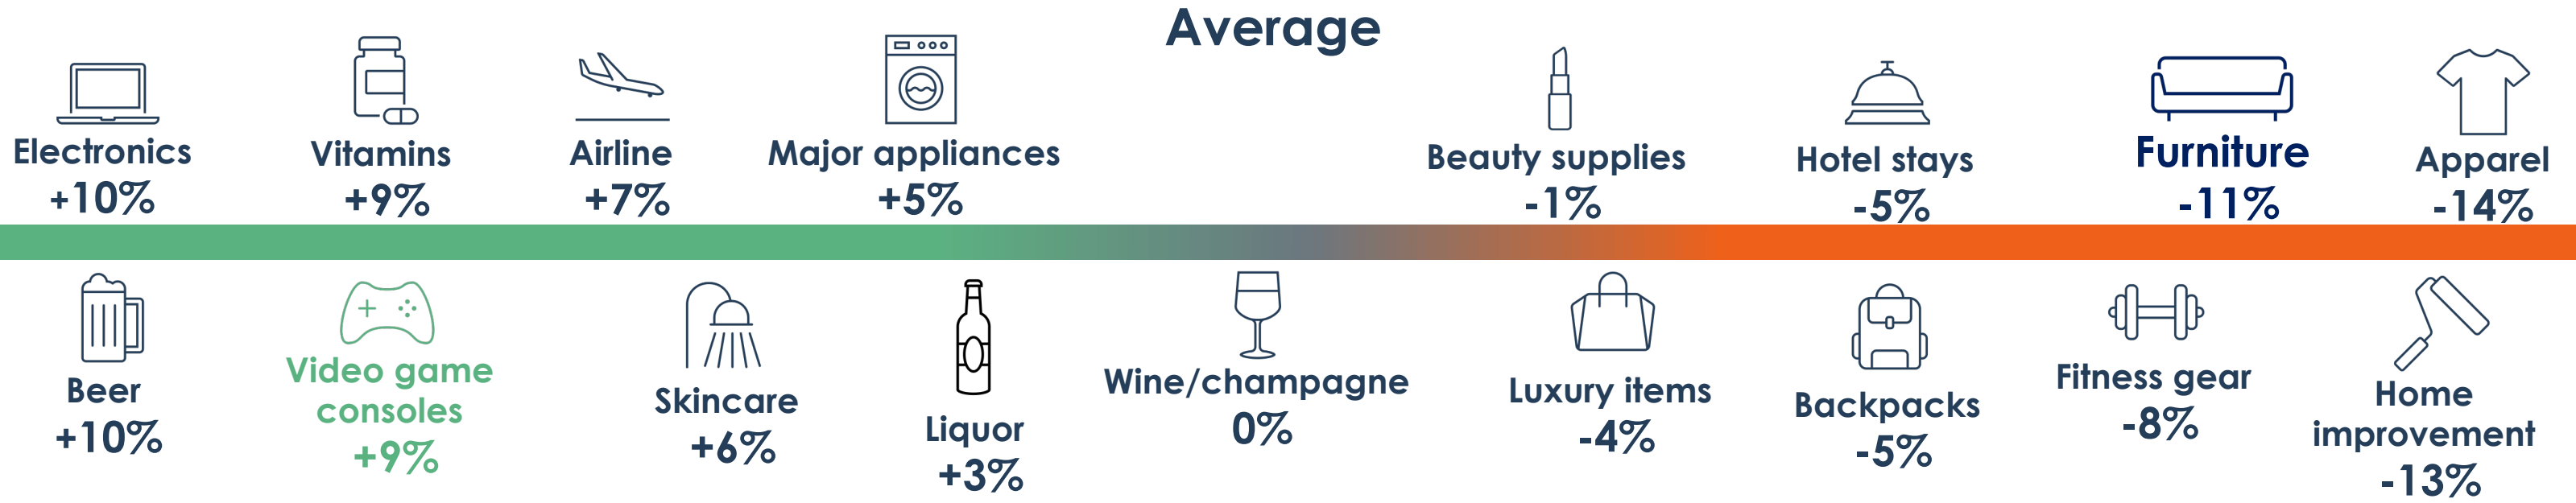 Average
Electronics
+10%
Vitamins
+9%
Airline
+7%
Major appliances
+5%
Beauty supplies
-1%
Hotel stays
-5%
Furniture
-11%
Apparel
-14%
Beer
+10%
Video game
consoles
+9%
Skincare
+6%
Liquor
+3%
Wine/champagne
0%
Luxury items
-4%
Backpacks
-5%
Fitness gear
-8%
Home
improvement
-13%